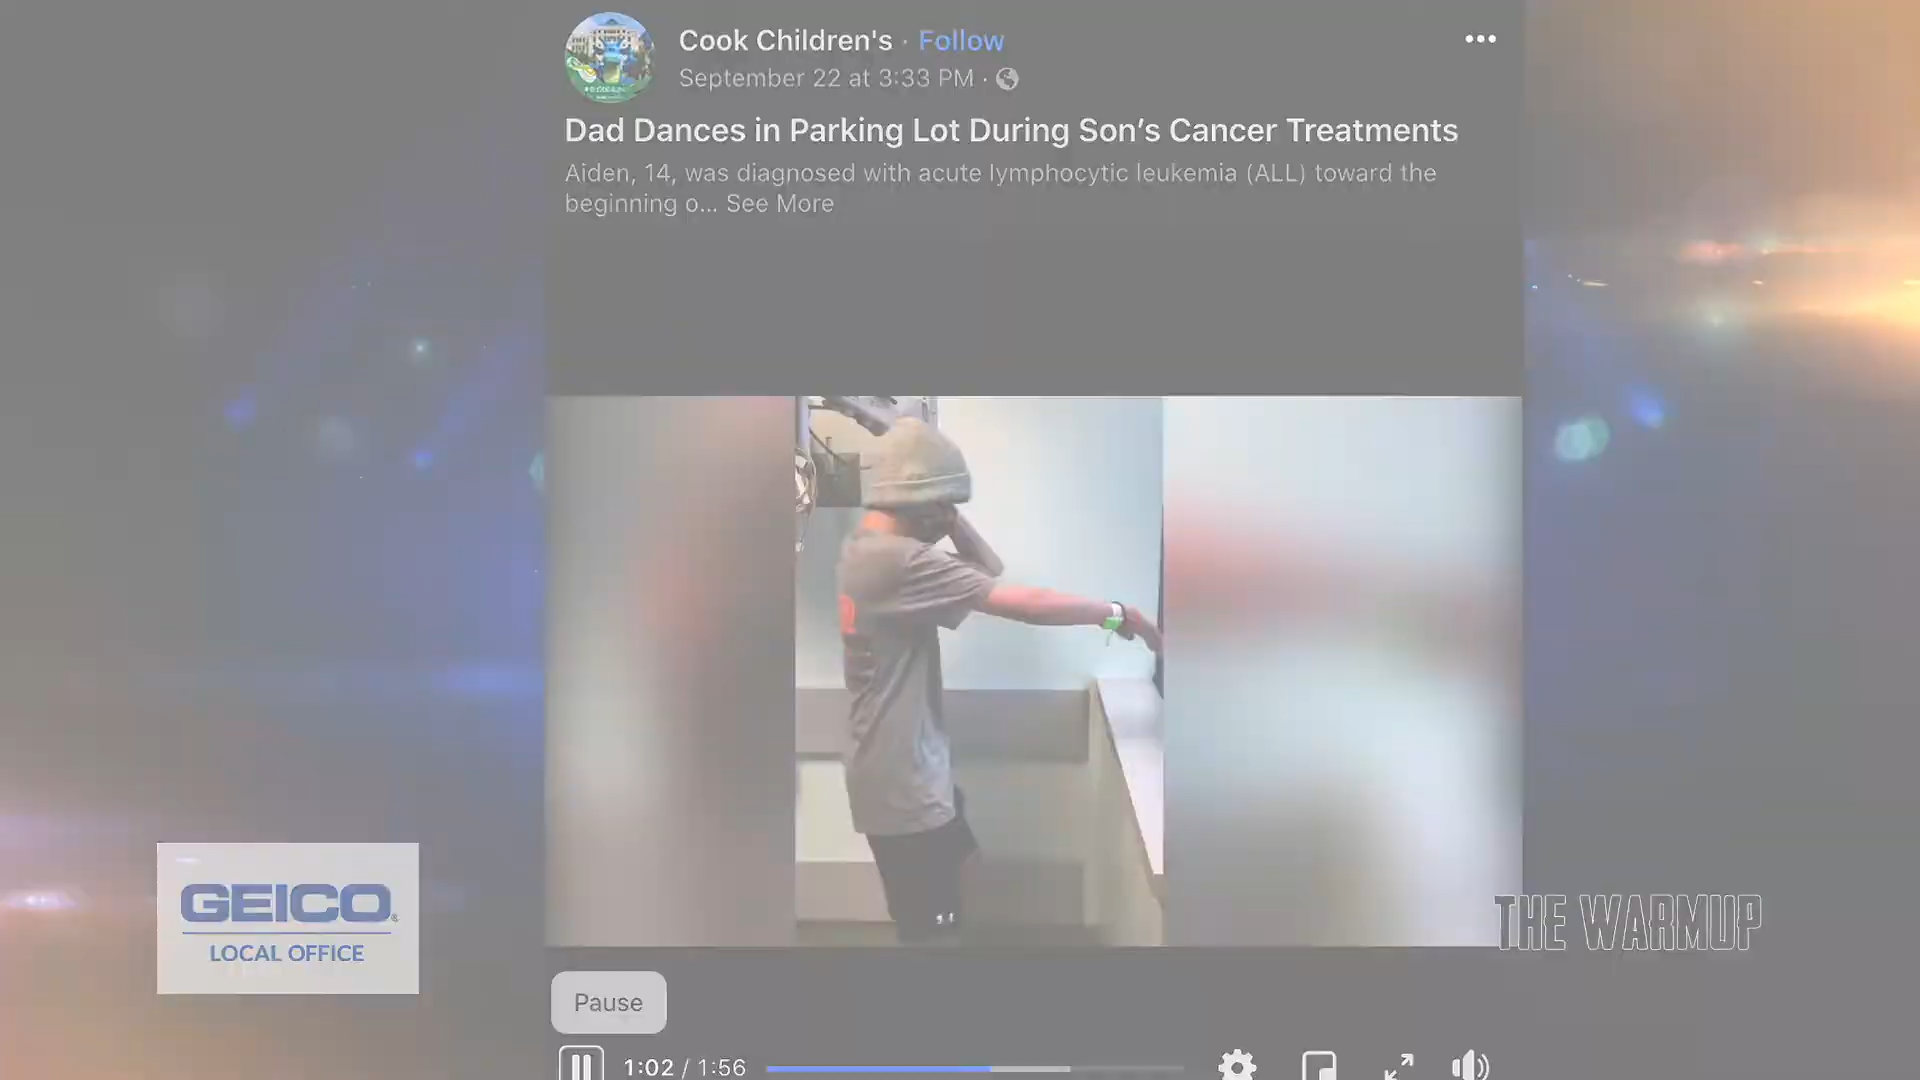 Cook Children's · Follow
September 22 at 3:33 PM ·
Dad Dances in Parking Lot During Son’s Cancer Treatments
Aiden, 14, was diagnosed with acute lymphocytic leukemia (ALL) toward the
beginning o... See More
GEICO®
LOCAL OFFICE
THE WARMUP
Pause
1:02 / 1:56